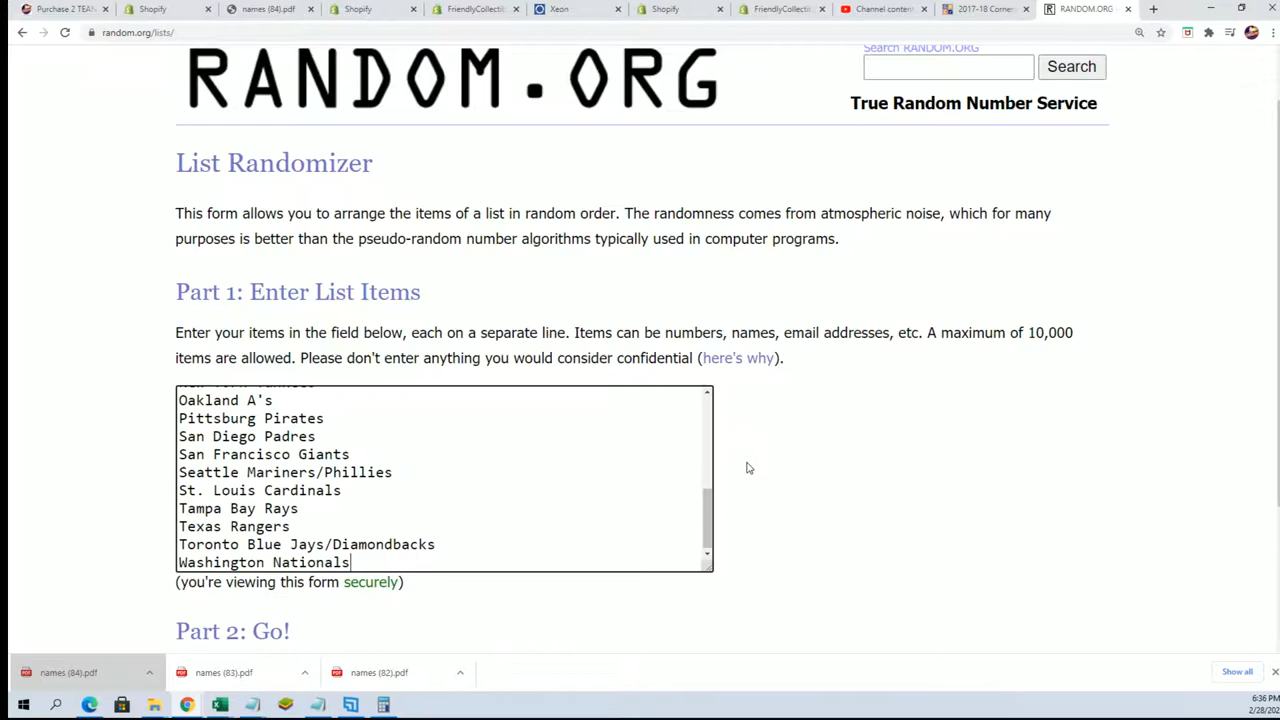 Purchase 2 TEAM
Shopify
names (84).pdf
Shopify
FriendlyCollectib
Xeon
Shopify
FriendlyCollectib
Channel content
2017-18 Corner
RANDOM.ORG
random.org/lists/
RANDOM.ORG
Search RANDOM.ORG
Search
True Random Number Service
List Randomizer
This form allows you to arrange the items of a list in random order. The randomness comes from atmospheric noise, which for many
purposes is better than the pseudo-random number algorithms typically used in computer programs.
Part 1: Enter List Items
Enter your items in the field below, each on a separate line. Items can be numbers, names, email addresses, etc. A maximum of 10,000
items are allowed. Please don't enter anything you would consider confidential (here's why).
Oakland A's
Pittsburg Pirates
San Diego Padres
San Francisco Giants
Seattle Mariners/Phillies
St. Louis Cardinals
Tampa Bay Rays
Texas Rangers
Toronto Blue Jays/Diamondbacks
Washington Nationals
(you're viewing this form securely)
Part 2: Go!
names (84).pdf
names (83).pdf
names (82).pdf
Show all
6:36 PM
2/28/202